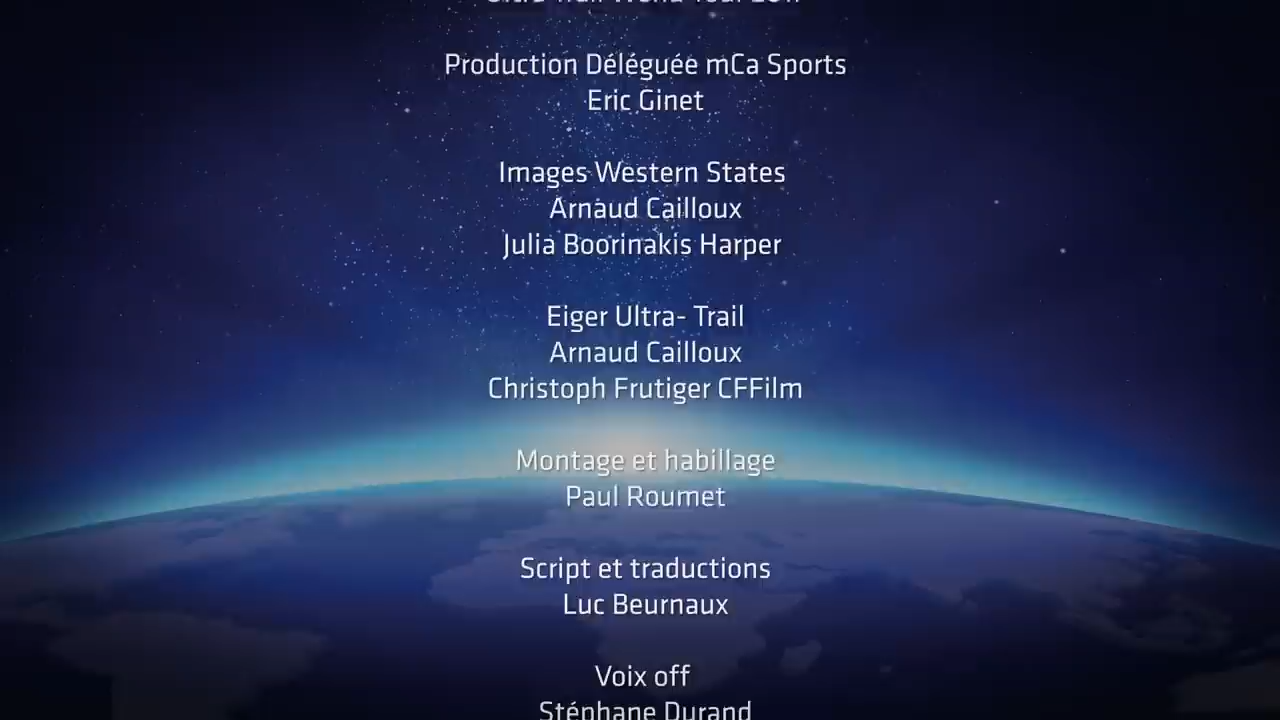 Production Déléguée mCa Sports
Eric Ginet
Images Western States
Arnaud Cailloux
Julia Boorinakis Harper
Eiger Ultra- Trail
Arnaud Cailloux
Christoph Frutiger CFFilm
Montage et habillage
Paul Roumet
Script et traductions
Luc Beurnaux
Voix off
Stéphane Durand